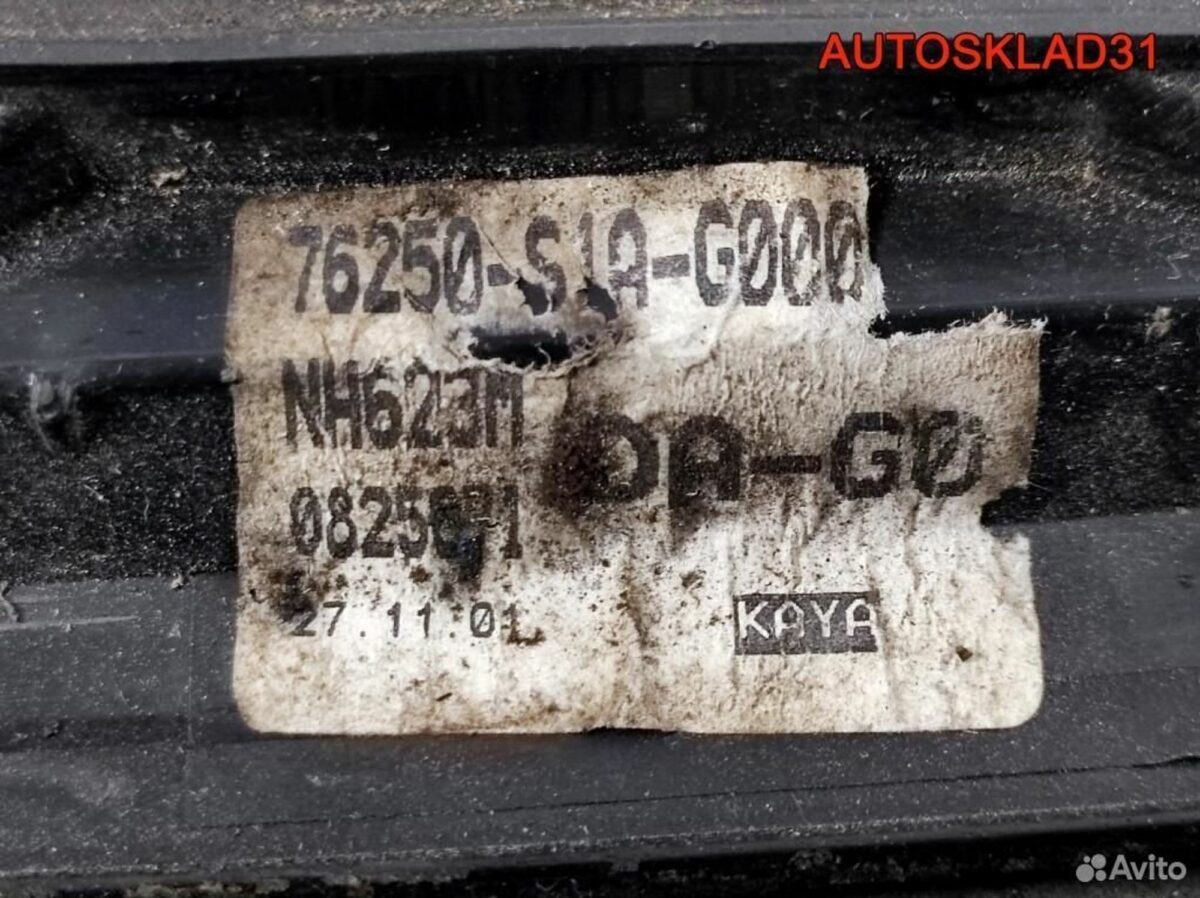 AUTOSKLAD31
76250-S1A-G000
NH623M
DA-G0
27.11.01
KAYA
Avito